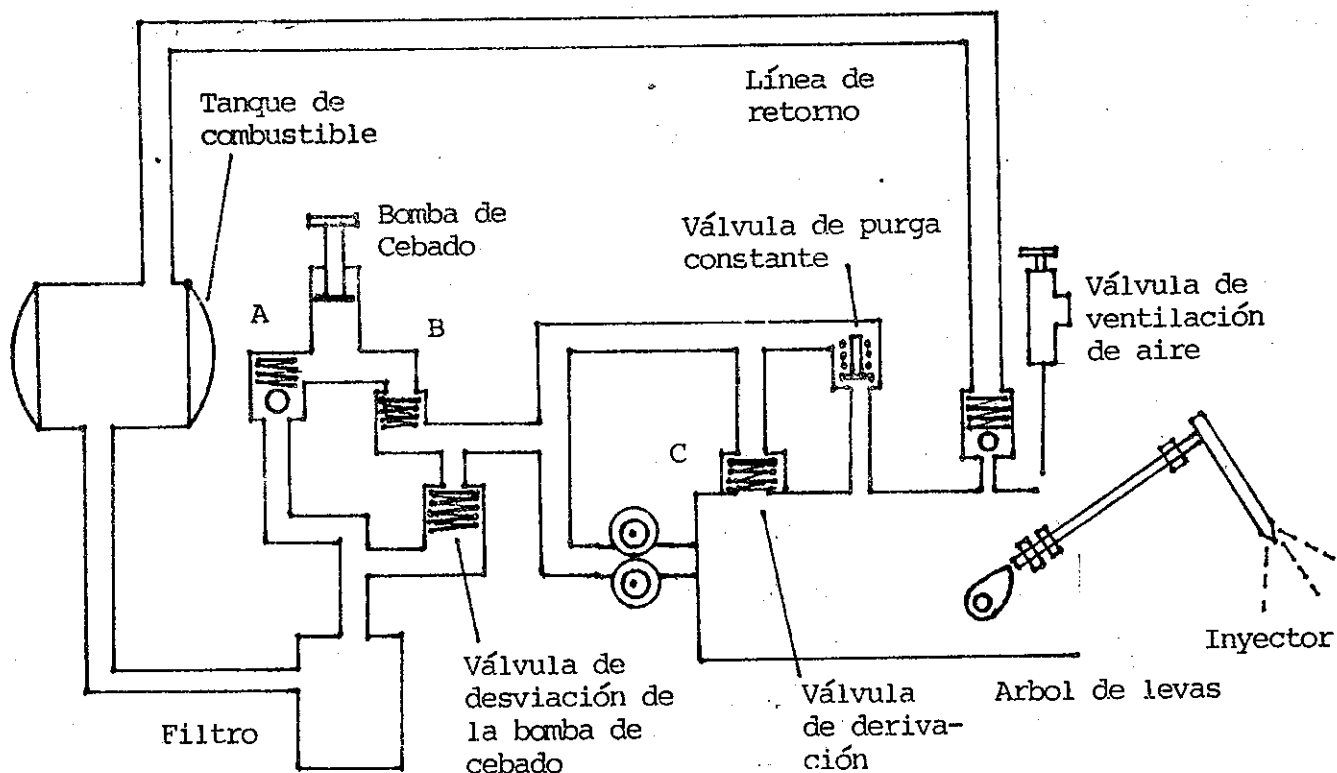 Línea de
retorno
Tanque de
combustible
Bomba de
Cebado
Válvula de purga
constante
Válvula de
ventilación
de aire
A
B
C
Inyector
Válvula de
desviación de
la bomba de
cebado
Válvula
de deriva-
ción
Arbol de levas
Filtro